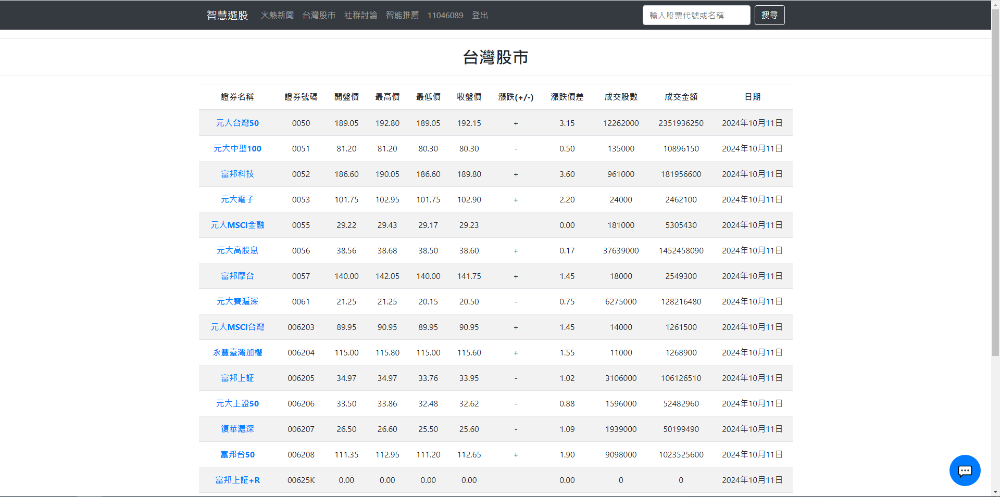 智慧選股 火熱新聞 台灣股市 社群討論 智能推薦 11046089 登出 輸入股票代號或名稱 搜尋
台灣股市
證券名稱 證券號碼 開盤價 最高價 最低價 收盤價 漲跌(+/-) 漲跌價差 成交股數 成交金額 日期
元大台灣50 0050 189.05 192.80 189.05 192.15 + 3.15 12262000 2351936250 2024年10月11日
元大中型100 0051 81.20 81.20 80.30 80.30 - 0.50 135000 10896150 2024年10月11日
富邦科技 0052 186.60 190.05 186.60 189.80 + 3.60 961000 181956600 2024年10月11日
元大電子 0053 101.75 102.95 101.75 102.90 + 2.20 24000 2462100 2024年10月11日
元大MSCI金融 0055 29.22 29.43 29.17 29.23 0.00 181000 5305430 2024年10月11日
元大高股息 0056 38.56 38.68 38.50 38.60 + 0.17 37639000 1452458090 2024年10月11日
富邦摩台 0057 140.00 142.05 140.00 141.75 + 1.45 18000 2549300 2024年10月11日
元大寶滬深 0061 21.25 21.25 20.15 20.50 - 0.75 6275000 128216480 2024年10月11日
元大MSCI台灣 006203 89.95 90.95 89.95 90.95 + 1.45 14000 1261500 2024年10月11日
永豐臺灣加權 006204 115.00 115.80 115.00 115.60 + 1.55 11000 1268900 2024年10月11日
富邦上証 006205 34.97 34.97 33.76 33.95 - 1.02 3106000 106126510 2024年10月11日
元大上證50 006206 33.50 33.86 32.48 32.62 - 0.88 1596000 52482960 2024年10月11日
復華滬深 006207 26.50 26.60 25.50 25.60 - 1.09 1939000 50199490 2024年10月11日
富邦台50 006208 111.35 112.95 111.20 112.65 + 1.90 9098000 1023525600 2024年10月11日
富邦上証+R 00625K 0.00 0.00 0.00 0.00 0.00 0 0 2024年10月11日